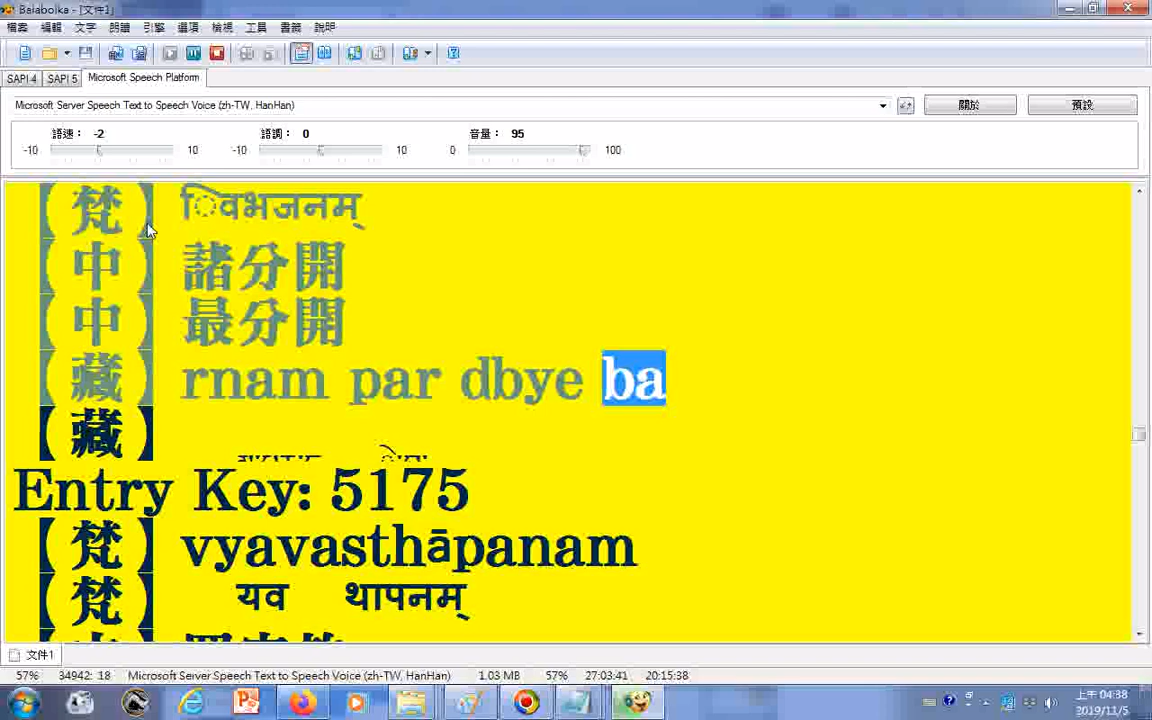 Balabolka - [文件1]
檔案 編輯 文字 朗讀 引擎 選項 檢視 工具 書籤 說明
SAPI 4 SAPI 5 Microsoft Speech Platform
Microsoft Server Speech Text to Speech Voice (zh-TW, HanHan) 關於 預設
語速： -2 語調： 0 音量： 95
-10 10 -10 10 0 100
【梵】 िवभजनम्
【中】諸分開
【中】最分開
【藏】rnam par dbye ba
【藏】
Entry Key: 5175
【梵】vyavasthāpanam
【梵】 यव थापनम्
文件1
57% 34942: 18 Microsoft Server Speech Text to Speech Voice (zh-TW, HanHan) 1.03 MB 57% 27:03:41 20:15:38
上午 04:38
2019/11/5